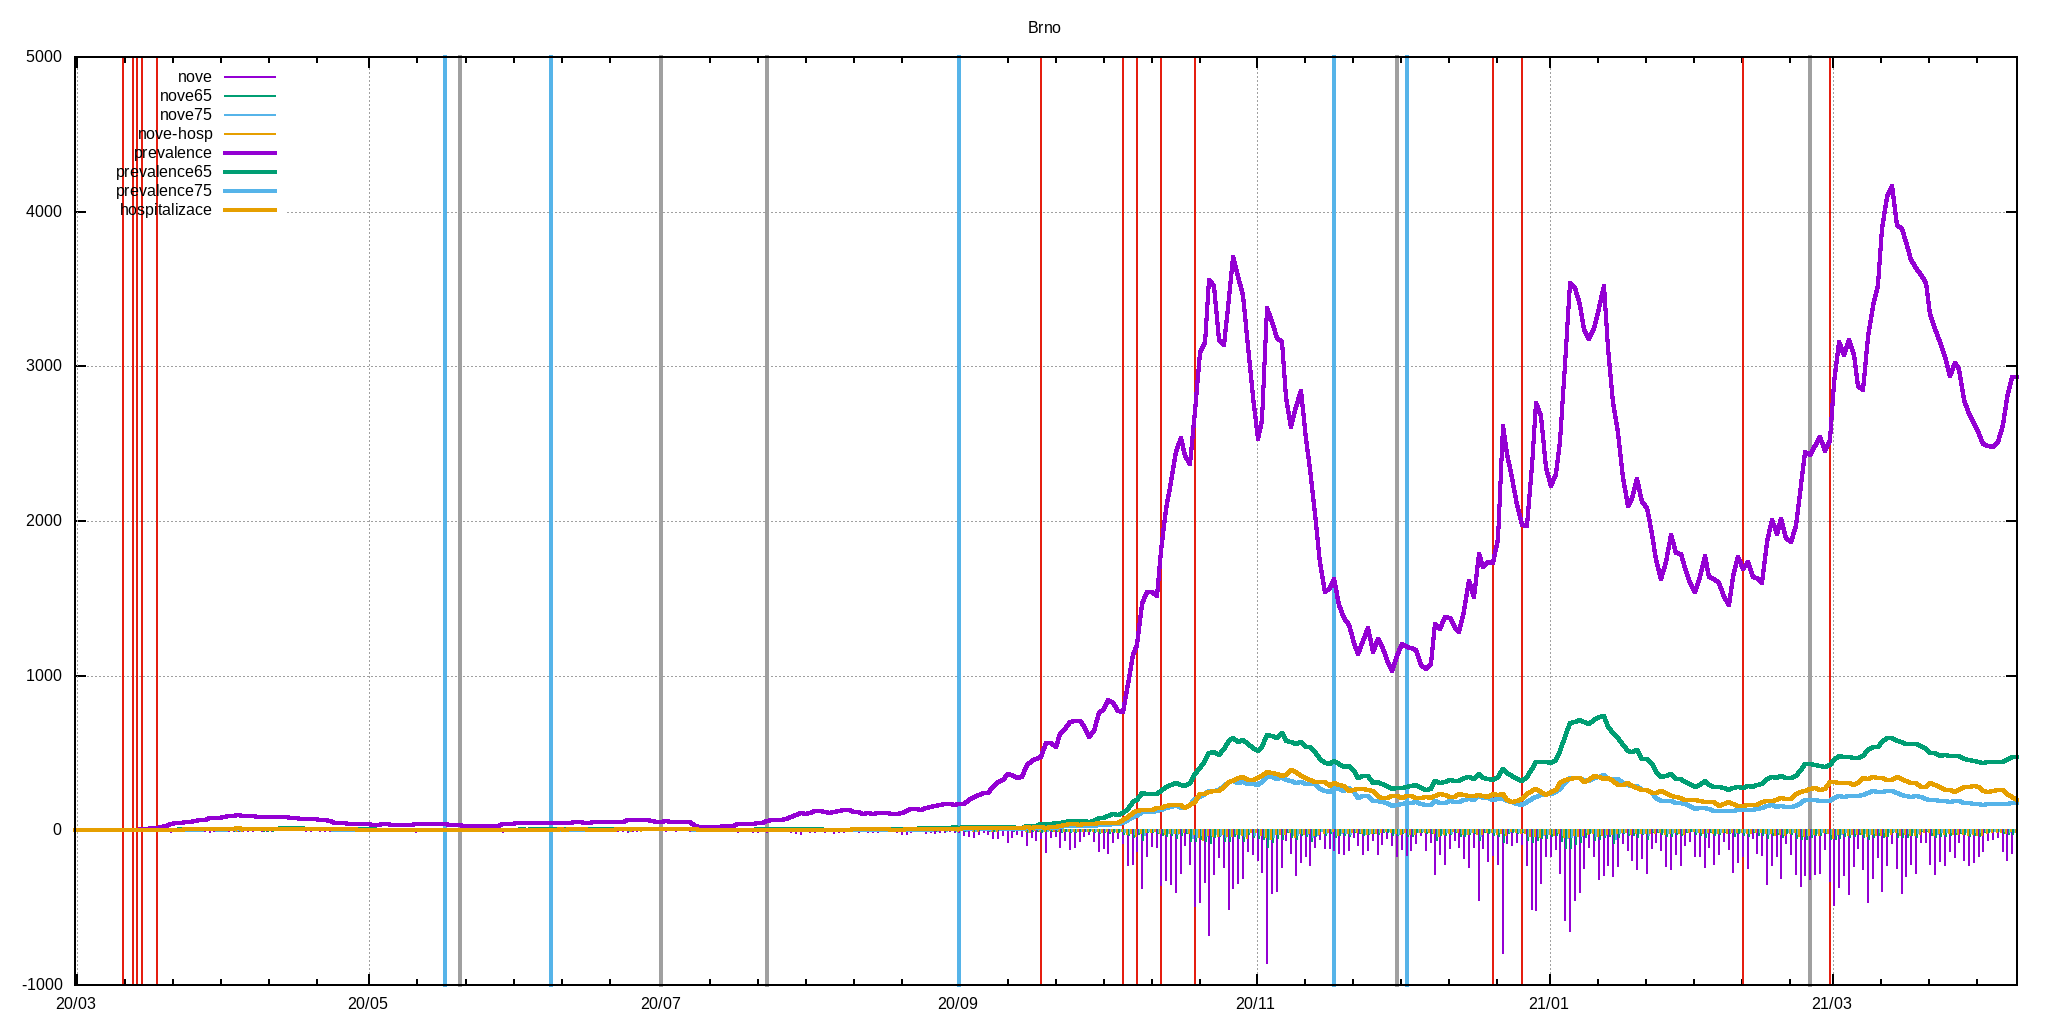 Brno
5000
4000
3000
2000
1000
0
-1000
nove
nove65
nove75
nove-hosp
prevalence
prevalence65
prevalence75
hospitalizace
20/03
20/05
20/07
20/09
20/11
21/01
21/03